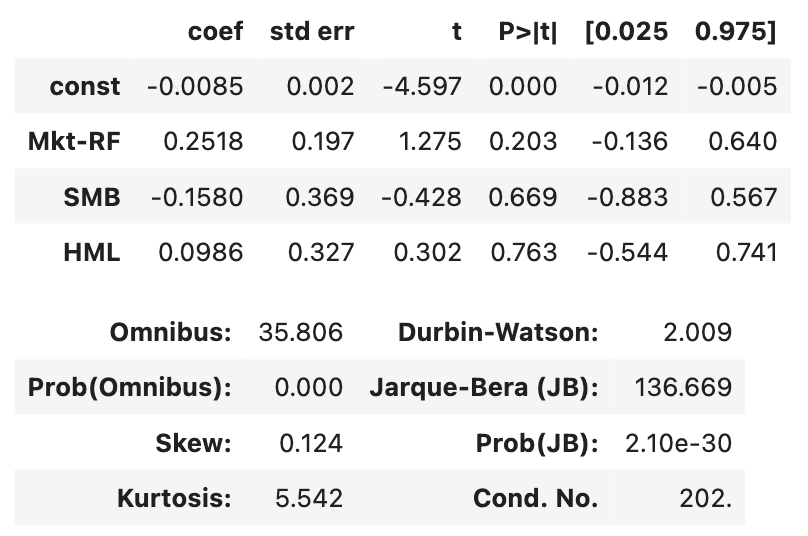 coef std err t P>|t| [0.025 0.975]
const -0.0085 0.002 -4.597 0.000 -0.012 -0.005
Mkt-RF 0.2518 0.197 1.275 0.203 -0.136 0.640
SMB -0.1580 0.369 -0.428 0.669 -0.883 0.567
HML 0.0986 0.327 0.302 0.763 -0.544 0.741
Omnibus: 35.806 Durbin-Watson: 2.009
Prob(Omnibus): 0.000 Jarque-Bera (JB): 136.669
Skew: 0.124 Prob(JB): 2.10e-30
Kurtosis: 5.542 Cond. No. 202.